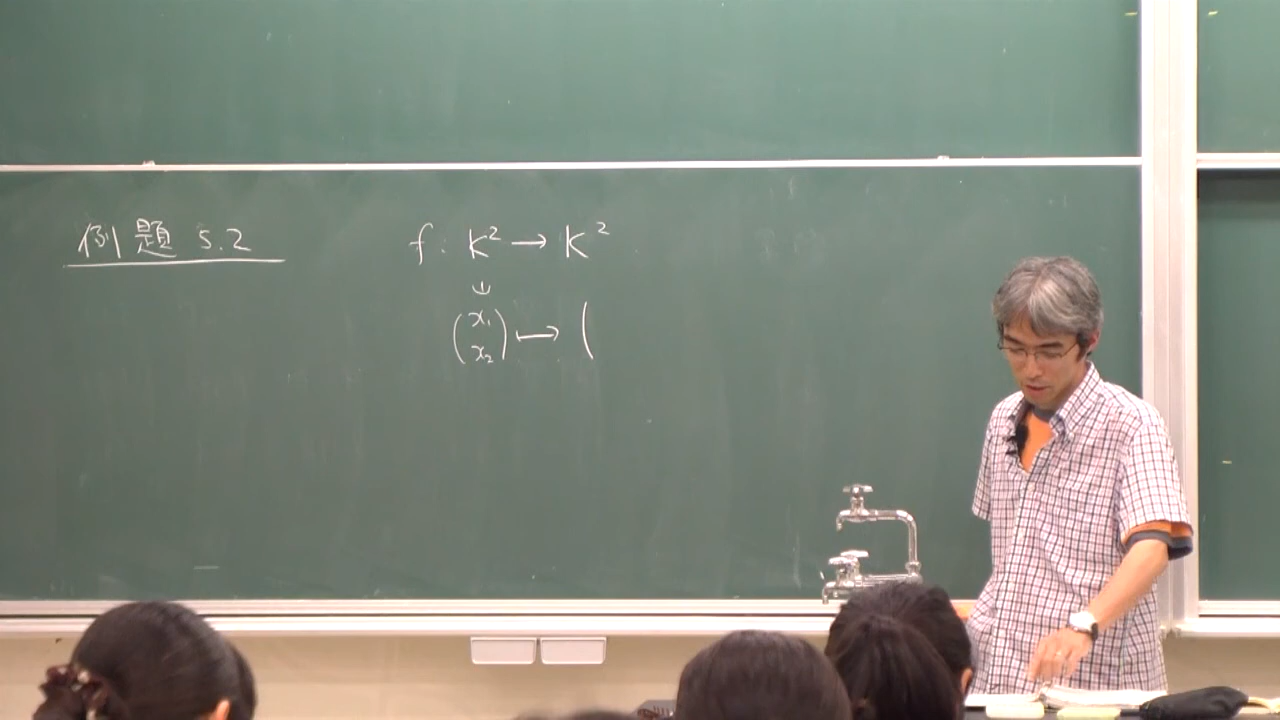 例題 5.2
f: K² → K²
∪
(x₁ x₂) ↦ (